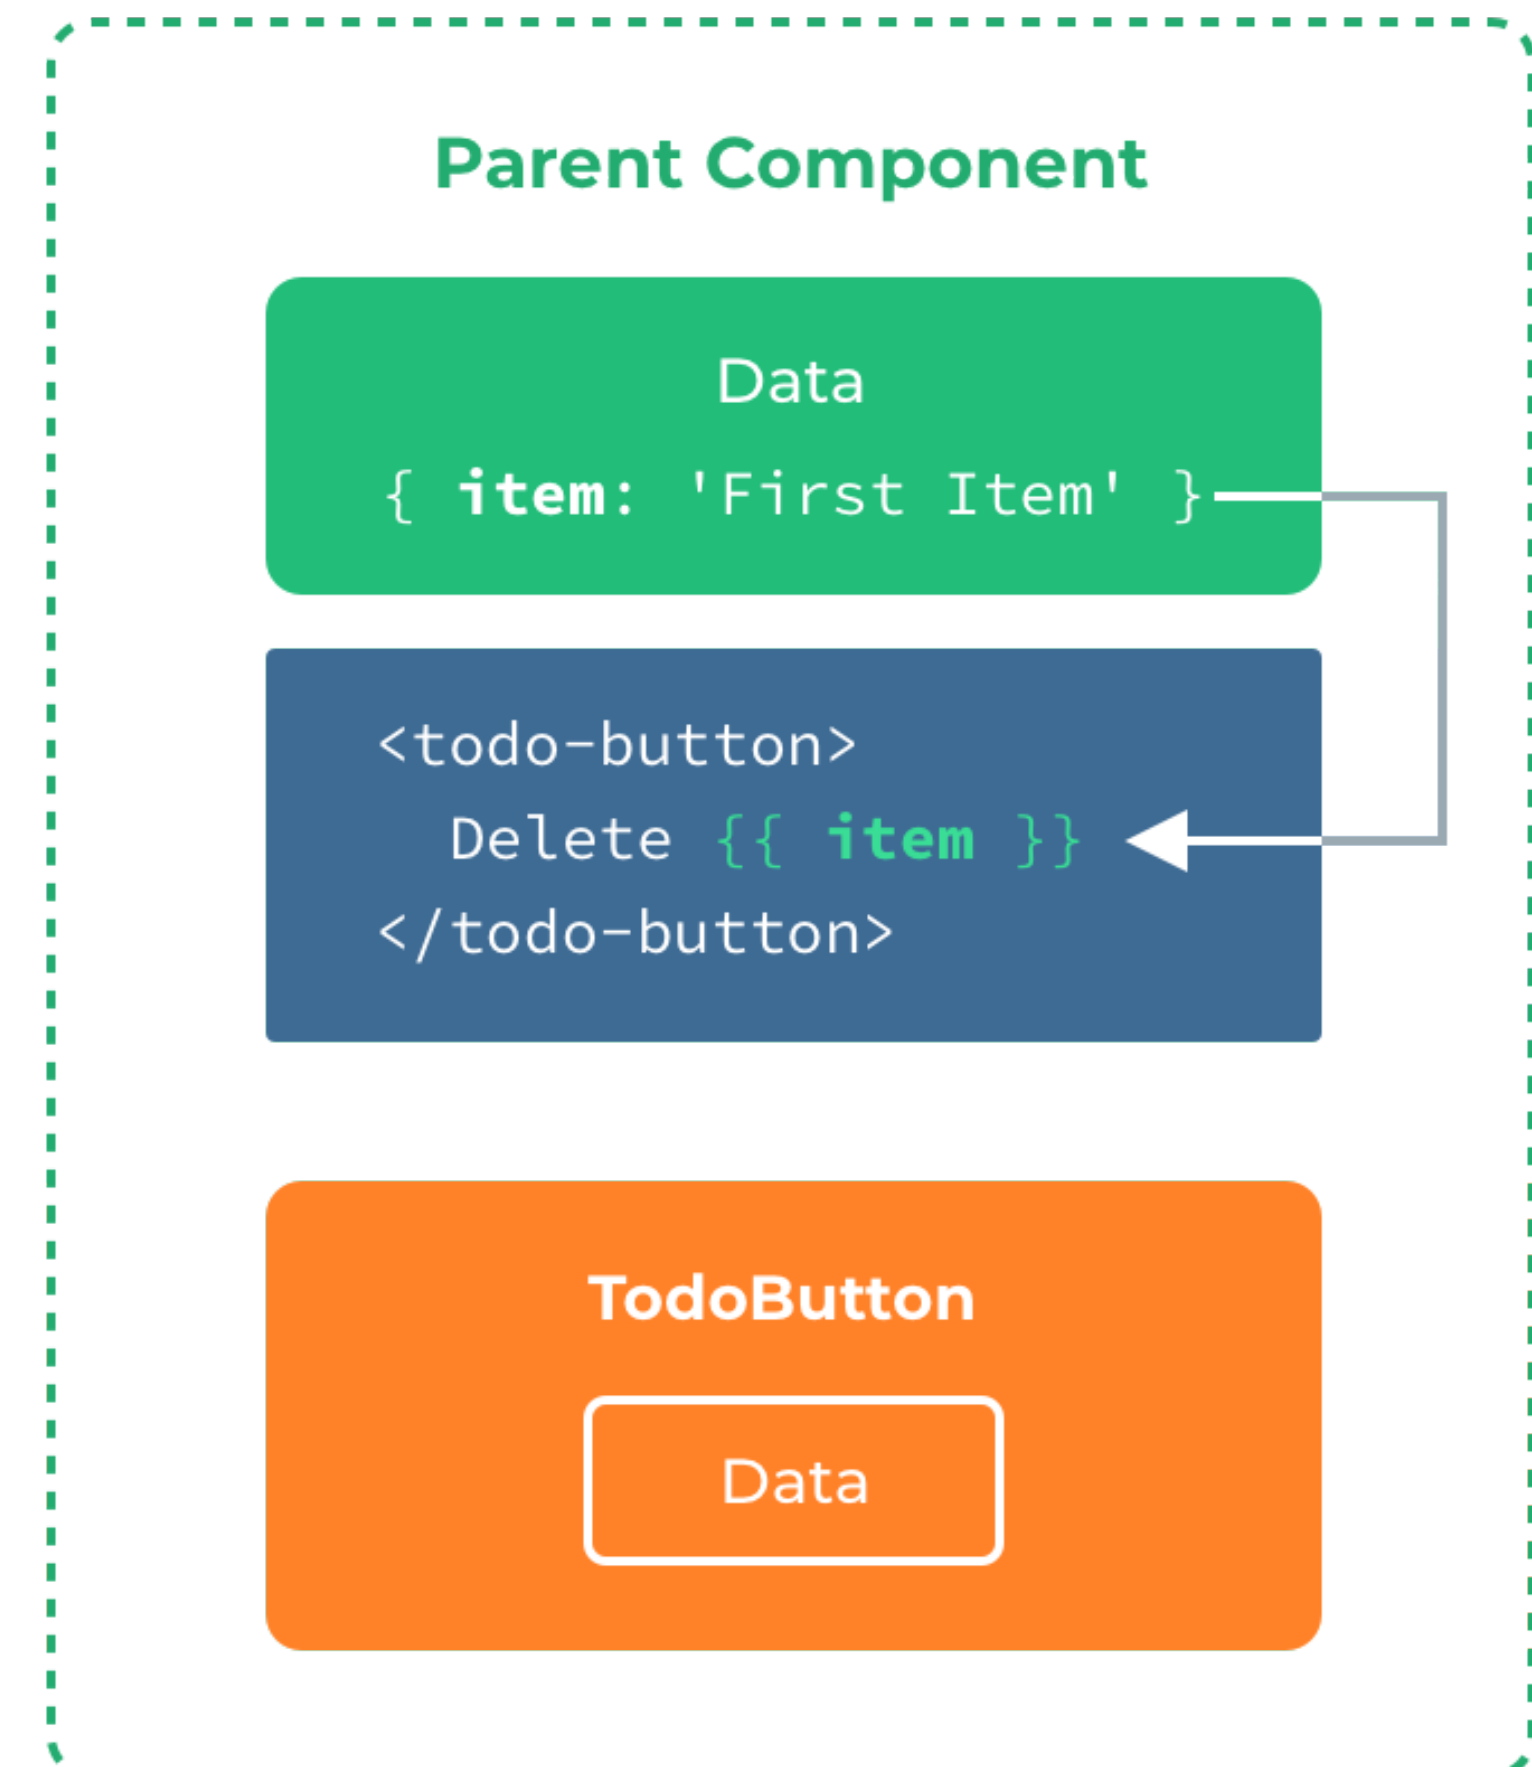 Parent Component
Data
{ item: 'First Item' }
<todo-button>
Delete {{ item }}
</todo-button>
TodoButton
Data